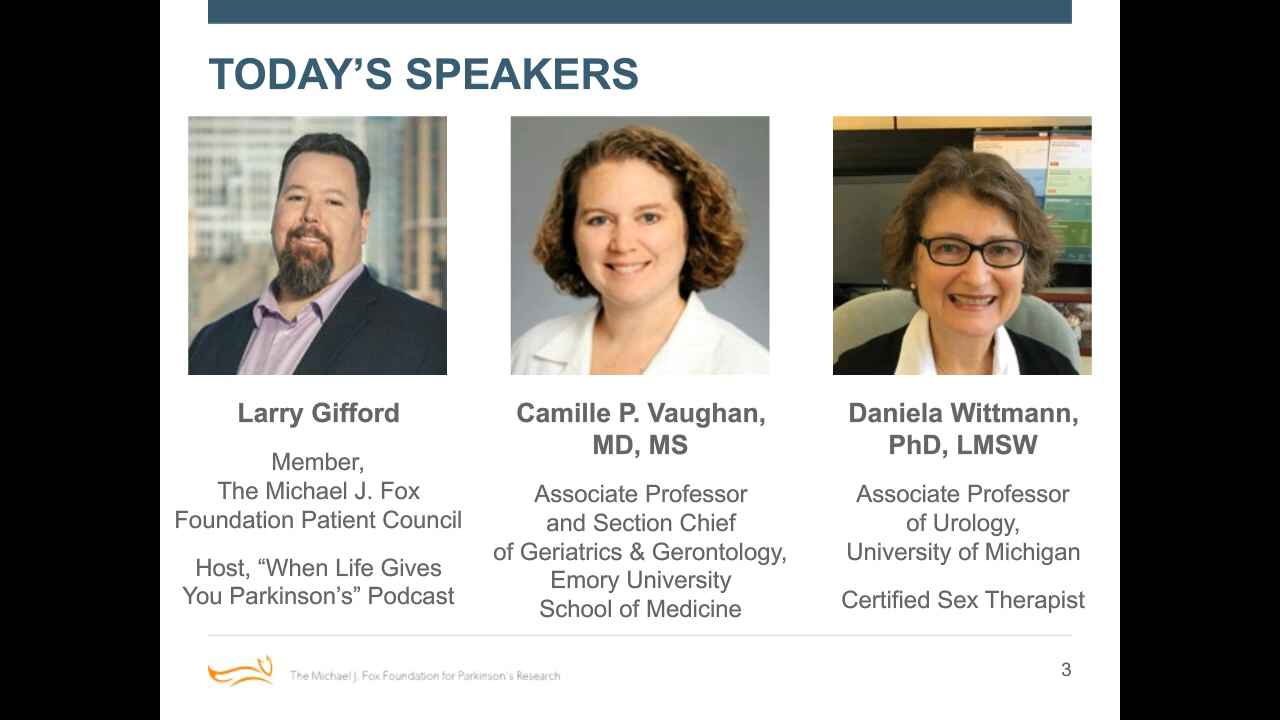 TODAY’S SPEAKERS
Larry Gifford
Member,
The Michael J. Fox
Foundation Patient Council
Host, “When Life Gives
You Parkinson’s” Podcast
Camille P. Vaughan,
MD, MS
Associate Professor
and Section Chief
of Geriatrics & Gerontology,
Emory University
School of Medicine
Daniela Wittmann,
PhD, LMSW
Associate Professor
of Urology,
University of Michigan
Certified Sex Therapist
The Michael J. Fox Foundation for Parkinson's Research
3